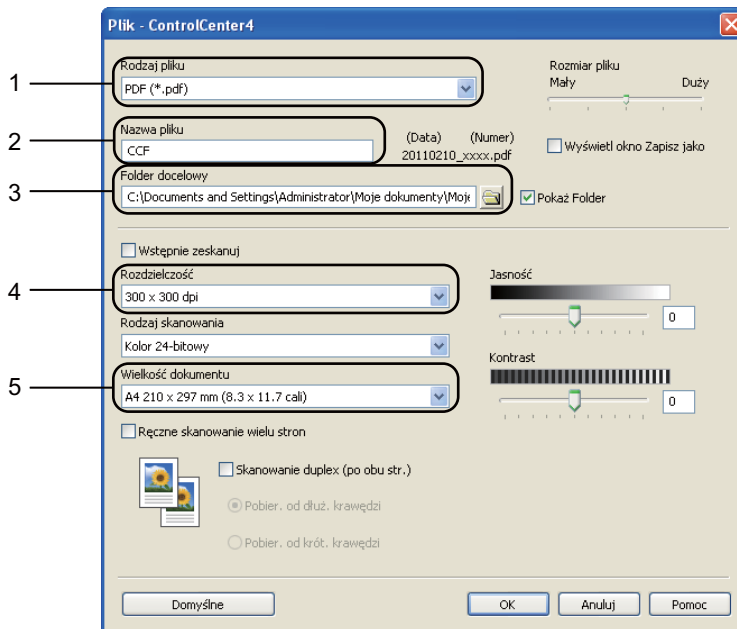 Plik - ControlCenter4
Rodzaj pliku
Rozmiar pliku
1
PDF (*.pdf)
Mały Duży
Nazwa pliku
2
CCF
(Data) (Numer)
20110210_xxxx.pdf
Wyświetl okno Zapisz jako
Folder docelowy
3
C:\Documents and Settings\Administrator\Moje dokumenty\Moje
Pokaż Folder
Wstępnie zeskanuj
Rozdzielczość
4
300 x 300 dpi
Jasność
0
Rodzaj skanowania
Kolor 24-bitowy
Wielkość dokumentu
5
A4 210 x 297 mm (8.3 x 11.7 cali)
Kontrast
0
Ręczne skanowanie wielu stron
Skanowanie duplex (po obu str.)
Pobier. od dłuż. krawędzi
Pobier. od krót. krawędzi
Domyślne OK Anuluj Pomoc